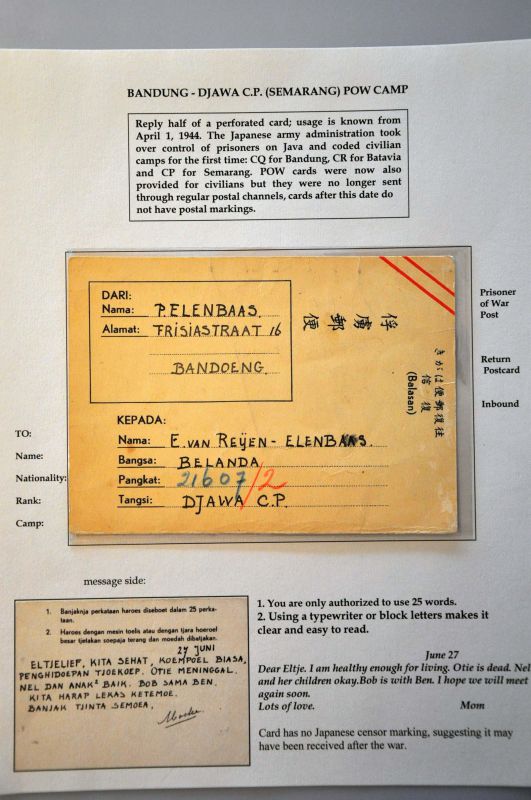 BANDUNG - DJAWA C.P. (SEMARANG) POW CAMP
Reply half of a perforated card; usage is known from
April 1, 1944. The Japanese army administration took
over control of prisoners on Java and coded civilian
camps for the first time: CQ for Bandung, CR for Batavia
and CP for Semarang. POW cards were now also
provided for civilians but they were no longer sent
through regular postal channels, cards after this date do
not have postal markings.
DARI:
Nama: P. ELENBAAS.
Alamat: FRISIASTRAAT 16
BANDOENG.
俘虜郵便
往復郵便はがき
復信
(Balasan)
KEPADA:
Nama: E. VAN REIJEN - ELENBAAS.
Bangsa: BELANDA
Pangkat: 21607/2
Tangsi: DJAWA C.P.
Prisoner
of War
Post
Return
Postcard
Inbound
TO:
Name:
Nationality:
Rank:
Camp:
message side:
1. Banjaknja perkataan haroes diseboet dalam 25 perka-
taan.
2. Haroes dengan mesin toelis atau dengan tjara hoeroef
besar tjelakan soepaja terang dan moedah dibatjakan.
27 JUNI
ELTJELIEF, KITA SEHAT, KOEMPOEL BIASA,
PENGHIDOEPAN TJOEKOEP. OTIE MENINGGAL.
NEL DAN ANAK² BAIK. BOB SAMA BEN.
KITA HARAP LEKAS KETEMOE.
BANJAK TJINTA SEMOEA,
1. You are only authorized to use 25 words.
2. Using a typewriter or block letters makes it
clear and easy to read.
June 27
Dear Eltje. I am healthy enough for living. Otie is dead. Nel
and her children okay.Bob is with Ben. I hope we will meet
again soon.
Lots of love. Mom
Card has no Japanese censor marking, suggesting it may
have been received after the war.